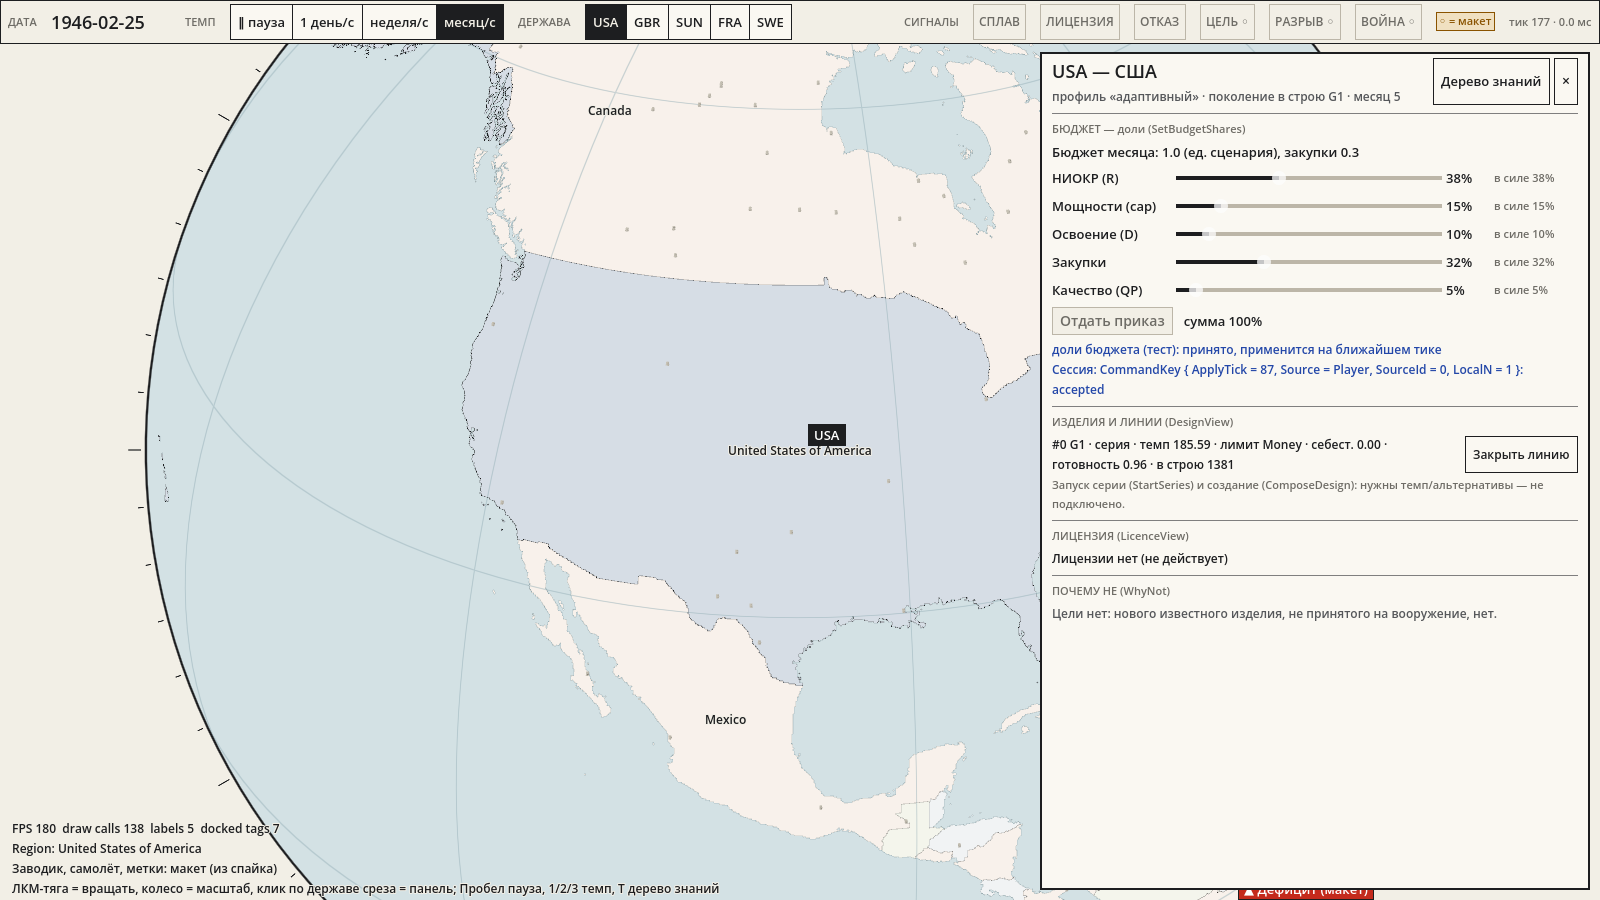 ДАТА 1946-02-25 ТЕМП ‖ пауза 1 день/с неделя/с месяц/с ДЕРЖАВА USA GBR SUN FRA SWE СИГНАЛЫ СПЛАВ ЛИЦЕНЗИЯ ОТКАЗ ЦЕЛЬ ○ РАЗРЫВ ○ ВОЙНА ○ ○ = макет тик 177 · 0.0 мс
Canada
USA
United States of America
Mexico
USA — США
Дерево знаний ×
профиль «адаптивный» · поколение в строю G1 · месяц 5
БЮДЖЕТ — доли (SetBudgetShares)
Бюджет месяца: 1.0 (ед. сценария), закупки 0.3
НИОКР (R) 38% в силе 38%
Мощности (cap) 15% в силе 15%
Освоение (D) 10% в силе 10%
Закупки 32% в силе 32%
Качество (QP) 5% в силе 5%
Отдать приказ сумма 100%
доли бюджета (тест): принято, применится на ближайшем тике
Сессия: CommandKey { ApplyTick = 87, Source = Player, SourceId = 0, LocalN = 1 }:
accepted
ИЗДЕЛИЯ И ЛИНИИ (DesignView)
#0 G1 · серия · темп 185.59 · лимит Money · себест. 0.00 ·
готовность 0.96 · в строю 1381
Закрыть линию
Запуск серии (StartSeries) и создание (ComposeDesign): нужны темп/альтернативы — не
подключено.
ЛИЦЕНЗИЯ (LicenceView)
Лицензии нет (не действует)
ПОЧЕМУ НЕ (WhyNot)
Цели нет: нового известного изделия, не принятого на вооружение, нет.
FPS 180 draw calls 138 labels 5 docked tags 7
Region: United States of America
Заводик, самолёт, метки: макет (из спайка)
ЛКМ-тяга = вращать, колесо = масштаб, клик по державе среза = панель; Пробел пауза, 1/2/3 темп, T дерево знаний
▲ Дефицит (макет)